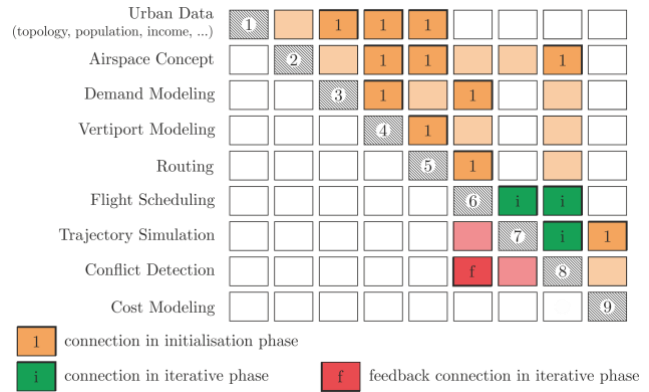 Urban Data
(topology, population, income, ...)
1 1 1 1
Airspace Concept
2 1 1 1
Demand Modeling
3 1 1
Vertiport Modeling
4 1
Routing
5 1
Flight Scheduling
6 i i
Trajectory Simulation
7 i 1
Conflict Detection
f 8
Cost Modeling
9
1 connection in initialisation phase
i connection in iterative phase
f feedback connection in iterative phase